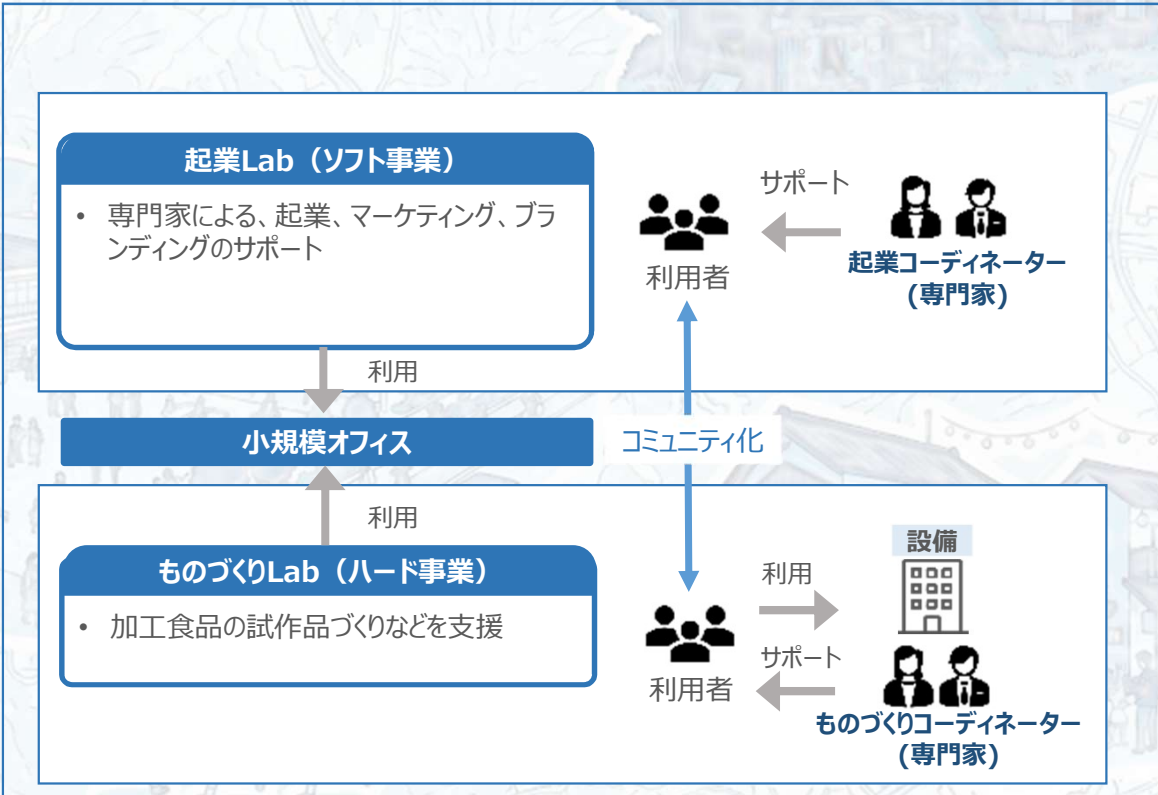 起業Lab（ソフト事業）
• 専門家による、起業、マーケティング、ブラ
ンディングのサポート
利用者
サポート
起業コーディネーター
(専門家)
利用
小規模オフィス
コミュニティ化
利用
ものづくりLab（ハード事業）
• 加工食品の試作品づくりなどを支援
利用者
利用
設備
サポート
ものづくりコーディネーター
(専門家)